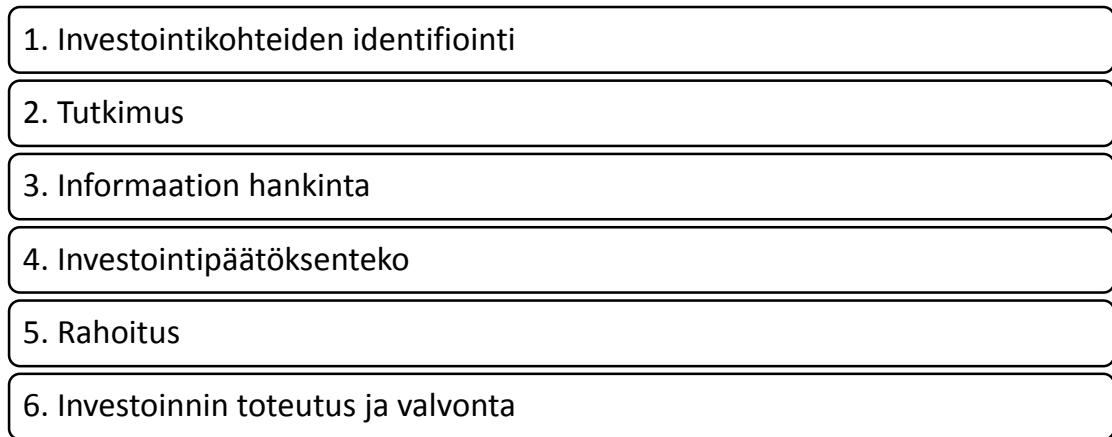 1. Investointikohteiden identifiointi
2. Tutkimus
3. Informaation hankinta
4. Investointipäätöksenteko
5. Rahoitus
6. Investoinnin toteutus ja valvonta